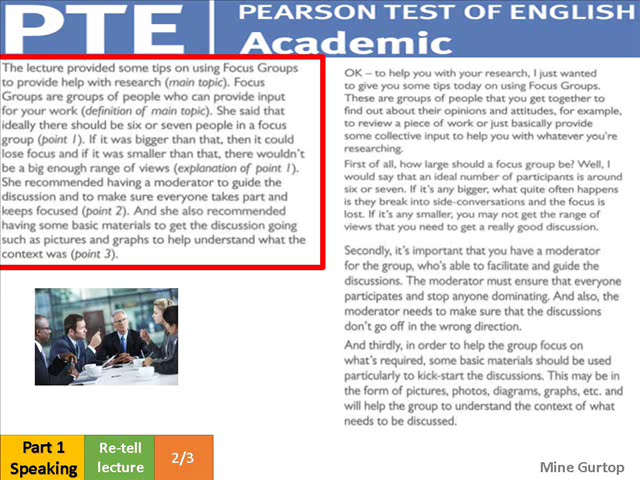 PTE
PEARSON TEST OF ENGLISH
Academic
The lecture provided some tips on using Focus Groups
to provide help with research (main topic). Focus
Groups are groups of people who can provide input
for your work (definition of main topic). She said that
ideally there should be six or seven people in a focus
group (point 1). If it was bigger than that, then it could
lose focus and if it was smaller than that, there wouldn't
be a big enough range of views (explanation of point 1).
She recommended having a moderator to guide the
discussion and to make sure everyone takes part and
keeps focused (point 2). And she also recommended
having some basic materials to get the discussion going
such as pictures and graphs to help understand what the
context was (point 3).
OK – to help you with your research, I just wanted
to give you some tips today on using Focus Groups.
These are groups of people that you get together to
find out about their opinions and attitudes, for example,
to review a piece of work or just basically provide
some collective input to help you with whatever you're
researching.
First of all, how large should a focus group be? Well, I
would say that an ideal number of participants is around
six or seven. If it's any bigger, what quite often happens
is they break into side-conversations and the focus is
lost. If it's any smaller, you may not get the range of
views that you need to get a really good discussion.
Secondly, it's important that you have a moderator
for the group, who's able to facilitate and guide the
discussions. The moderator must ensure that everyone
participates and stop anyone dominating. And also, the
moderator needs to make sure that the discussions
don't go off in the wrong direction.
And thirdly, in order to help the group focus on
what's required, some basic materials should be used
particularly to kick-start the discussions. This may be in
the form of pictures, photos, diagrams, graphs, etc. and
will help the group to understand the context of what
needs to be discussed.
Part 1
Speaking
Re-tell
lecture
2/3
Mine Gurtop